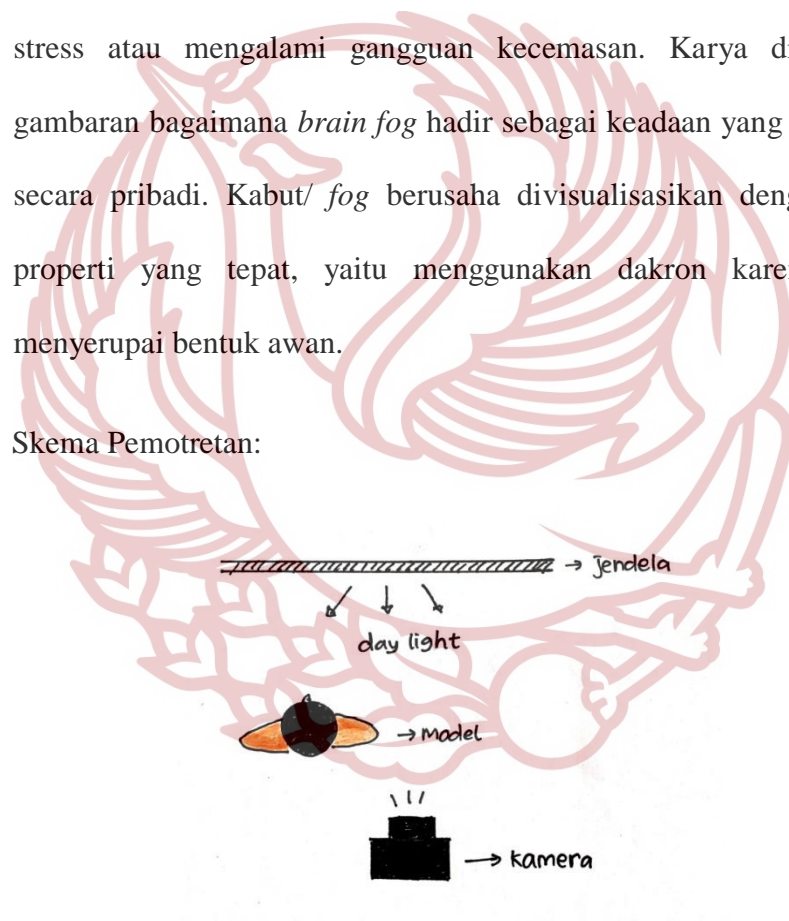 stress atau mengalami gangguan kecemasan. Karya di
gambaran bagaimana brain fog hadir sebagai keadaan yang
secara pribadi. Kabut/ fog berusaha divisualisasikan deng
properti yang tepat, yaitu menggunakan dakron kare
menyerupai bentuk awan.
Skema Pemotretan:
→ jendela
day light
→ model
→ kamera